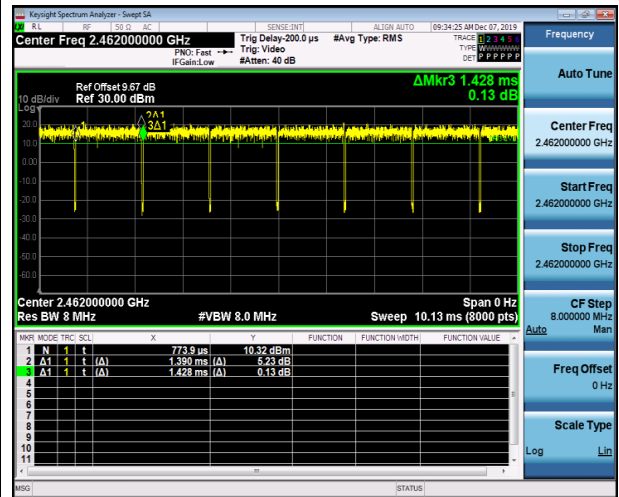 Keysight Spectrum Analyzer - Swept SA
RL RF 50 Ω AC SENSE:INT ALIGN AUTO 09:34:25 AM Dec 07, 2019
Center Freq 2.462000000 GHz
PNO: Fast
IFGain:Low
Trig Delay-200.0 µs
Trig: Video
#Atten: 40 dB
#Avg Type: RMS
TRACE 1 2 3 4 5 6
TYPE W
DET P P P P P P
Ref Offset 9.67 dB
10 dB/div Ref 30.00 dBm
Log
ΔMkr3 1.428 ms
0.13 dB
20.0
10.0
0.00
-10.0
-20.0
-30.0
-40.0
-50.0
-60.0
1
2Δ1
3Δ1
Center 2.462000000 GHz Span 0 Hz
Res BW 8 MHz #VBW 8.0 MHz Sweep 10.13 ms (8000 pts)
MKR MODE TRC SCL X Y FUNCTION FUNCTION WIDTH FUNCTION VALUE
1 N 1 t 773.9 µs 10.32 dBm
2 Δ1 1 t (Δ) 1.390 ms (Δ) 5.23 dB
3 Δ1 1 t (Δ) 1.428 ms (Δ) 0.13 dB
4
5
6
7
8
9
10
11
MSG STATUS
Frequency
Auto Tune
Center Freq
2.462000000 GHz
Start Freq
2.462000000 GHz
Stop Freq
2.462000000 GHz
CF Step
8.000000 MHz
Auto Man
Freq Offset
0 Hz
Scale Type
Log Lin